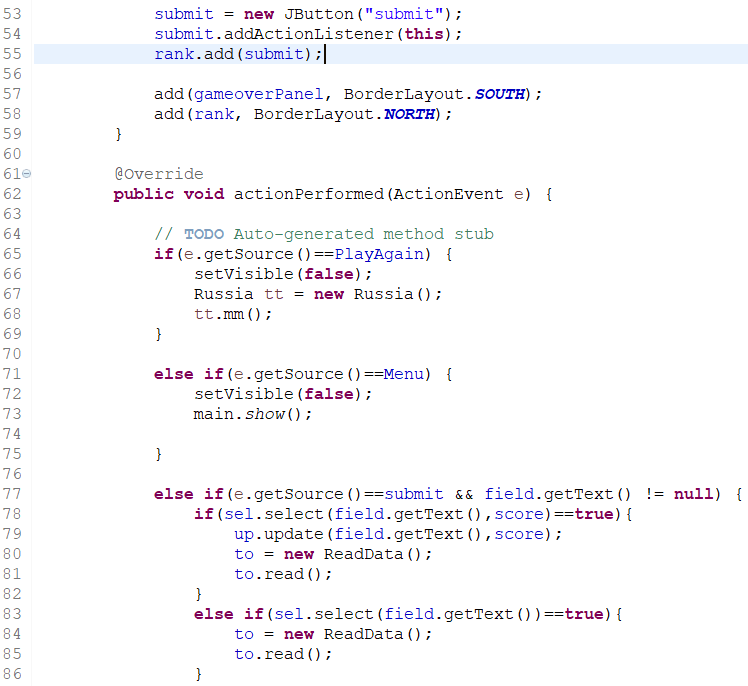 53 submit = new JButton("submit");
54 submit.addActionListener(this);
55 rank.add(submit);
56
57 add(gameoverPanel, BorderLayout.SOUTH);
58 add(rank, BorderLayout.NORTH);
59 }
60
61 @Override
62 public void actionPerformed(ActionEvent e) {
63
64 // TODO Auto-generated method stub
65 if(e.getSource()==PlayAgain) {
66 setVisible(false);
67 Russia tt = new Russia();
68 tt.mm();
69 }
70
71 else if(e.getSource()==Menu) {
72 setVisible(false);
73 main.show();
74
75 }
76
77 else if(e.getSource()==submit && field.getText() != null) {
78 if(sel.select(field.getText(),score)==true){
79 up.update(field.getText(),score);
80 to = new ReadData();
81 to.read();
82 }
83 else if(sel.select(field.getText())==true){
84 to = new ReadData();
85 to.read();
86 }